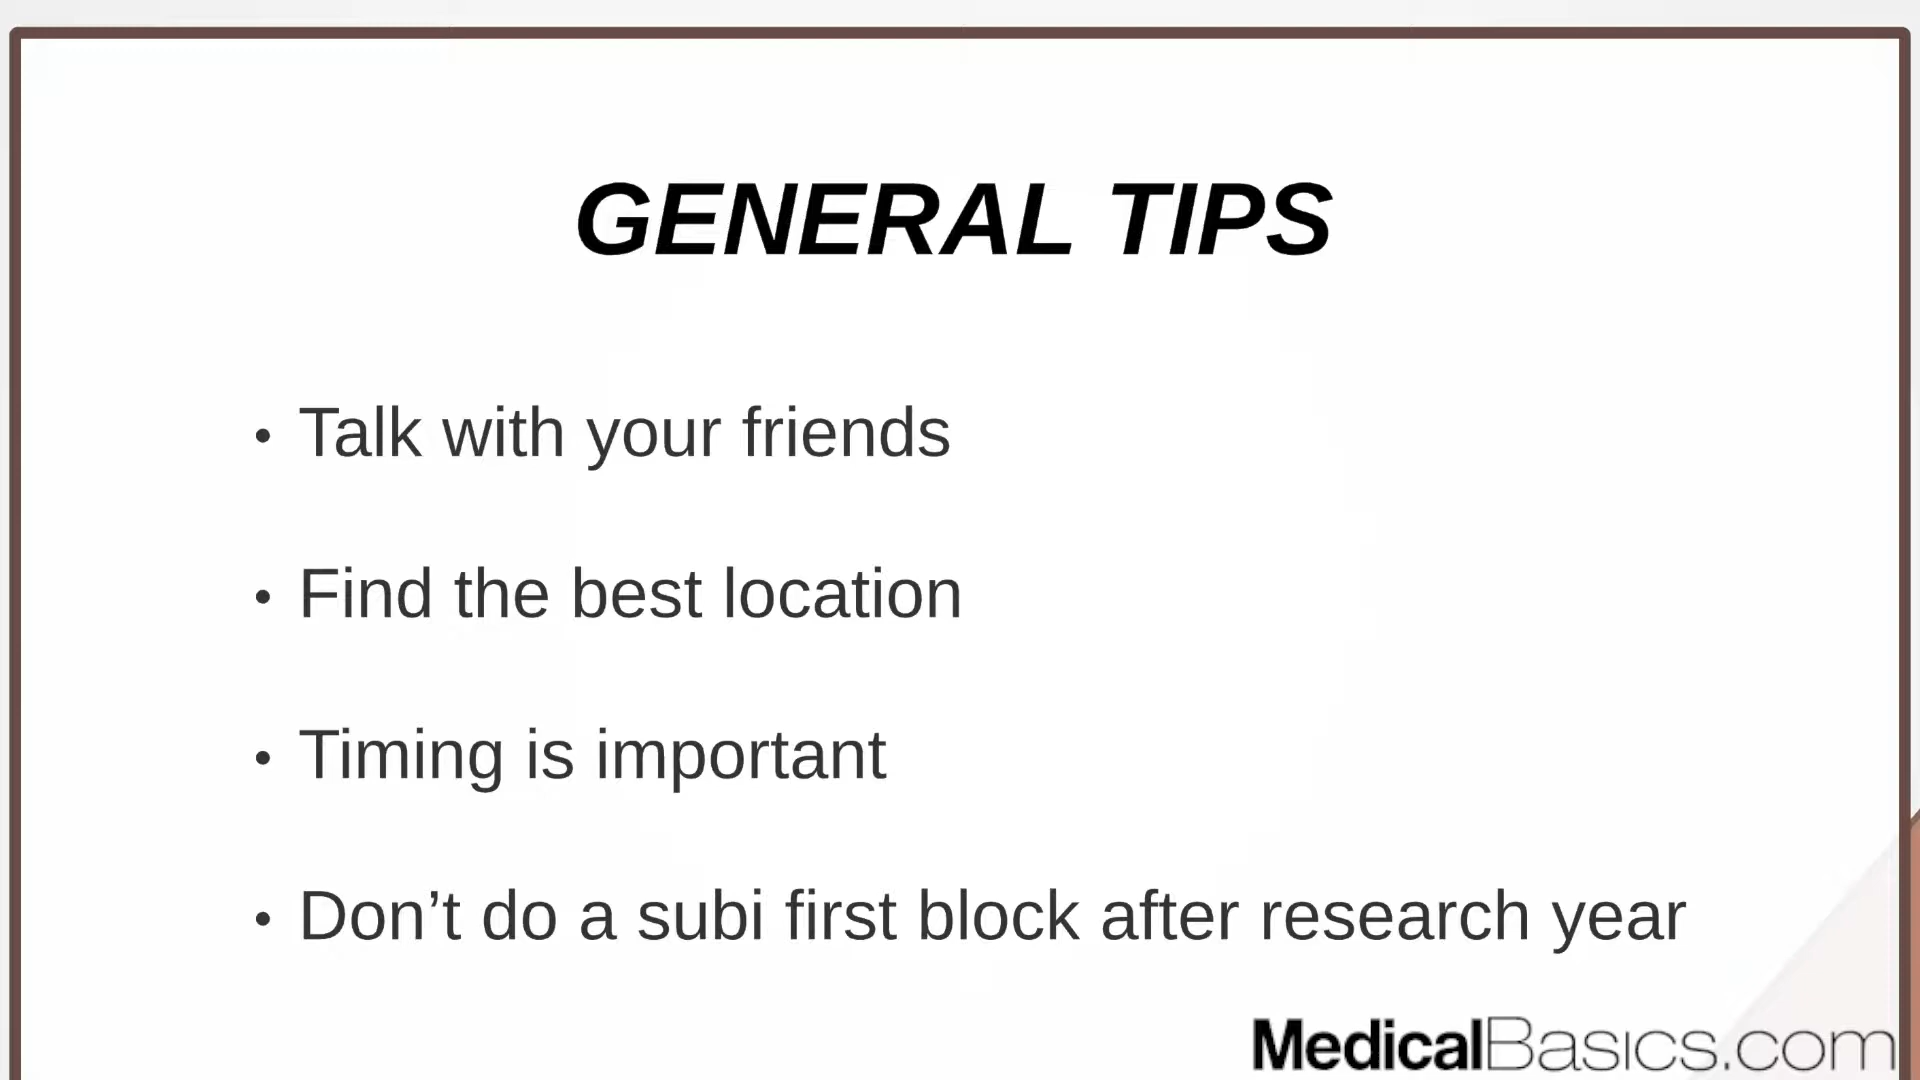 GENERAL TIPS
• Talk with your friends
• Find the best location
• Timing is important
• Don’t do a subi first block after research year
MedicalBasics.com